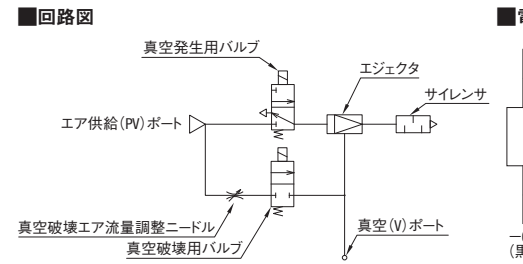 ■回路図
真空発生用バルブ
エジェクタ
サイレンサ
エア供給(PV)ポート
真空破壊エア流量調整ニードル
真空破壊用バルブ
真空(V)ポート